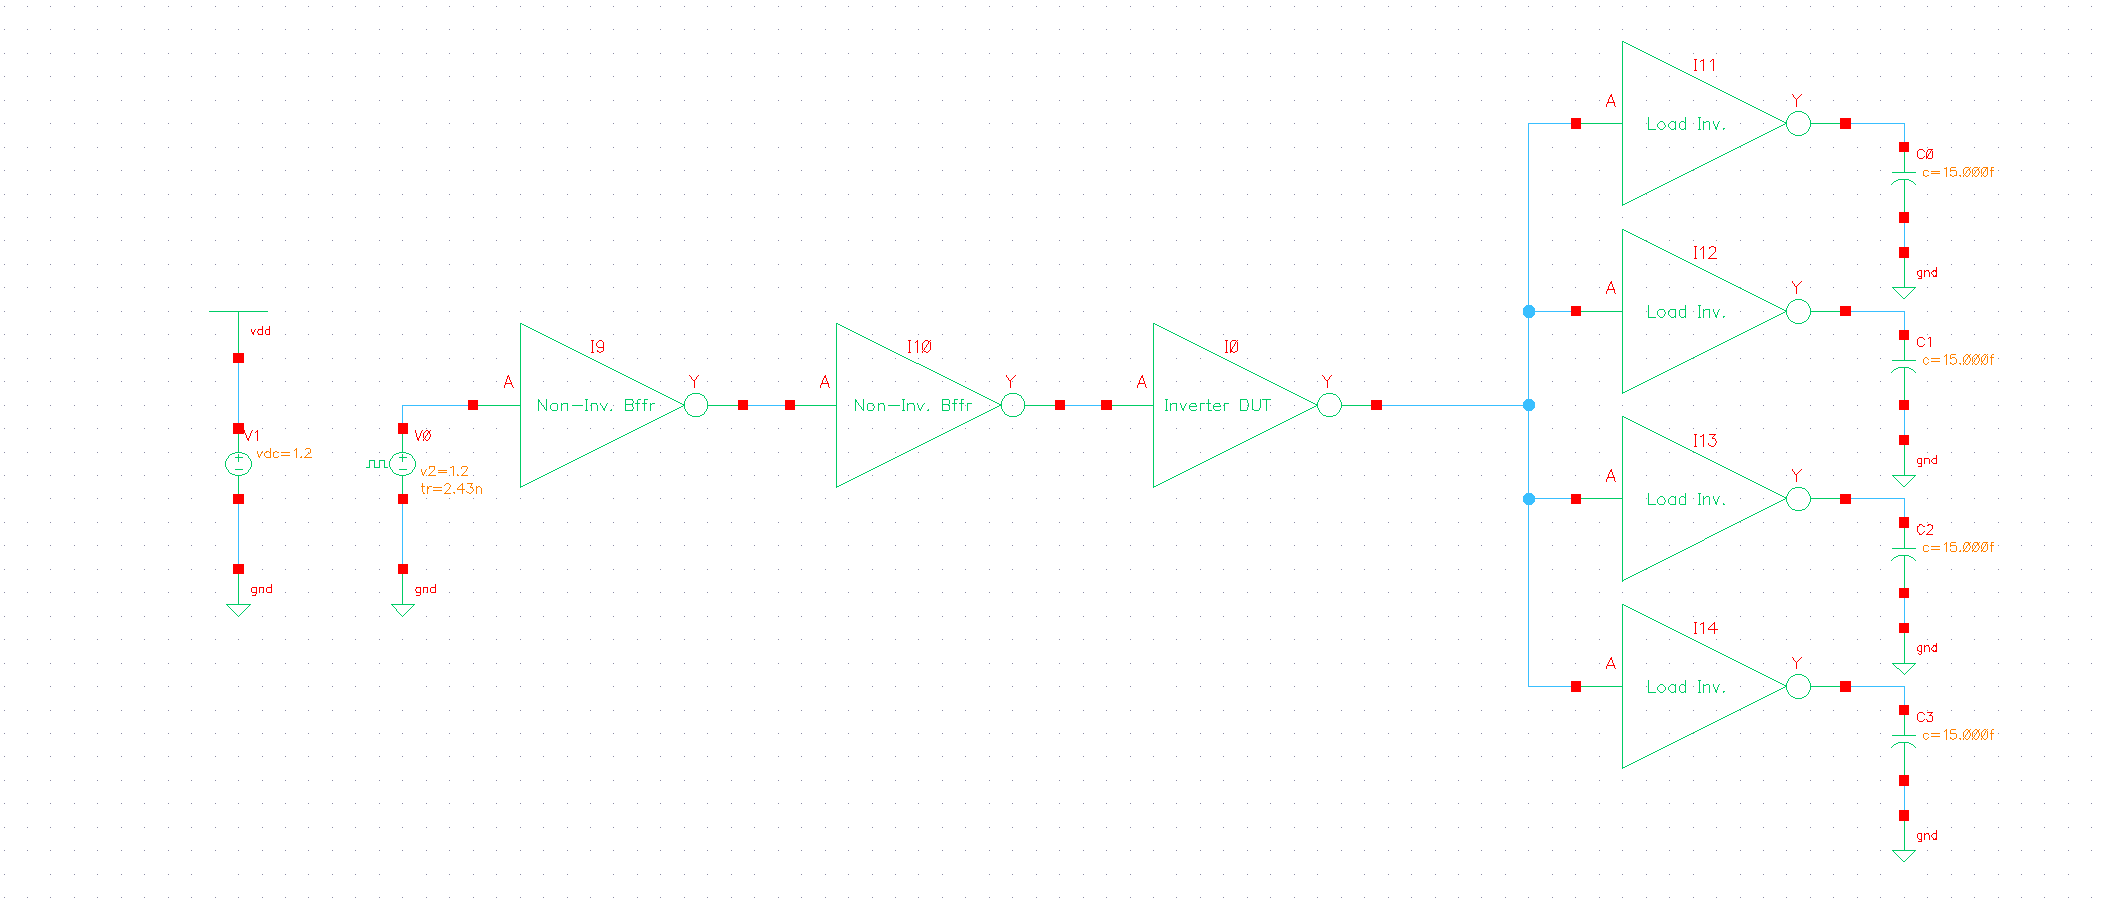 I11
A
Y
Load Inv.
C0
c=15.000f
gnd
I12
A
Y
Load Inv.
C1
c=15.000f
gnd
vdd
V1
vdc=1.2
gnd
V0
v2=1.2
tr=2.43n
gnd
I9
A
Y
Non-Inv. Bffr
I10
A
Y
Non-Inv. Bffr
I0
A
Y
Inverter DUT
I13
A
Y
Load Inv.
C2
c=15.000f
gnd
I14
A
Y
Load Inv.
C3
c=15.000f
gnd